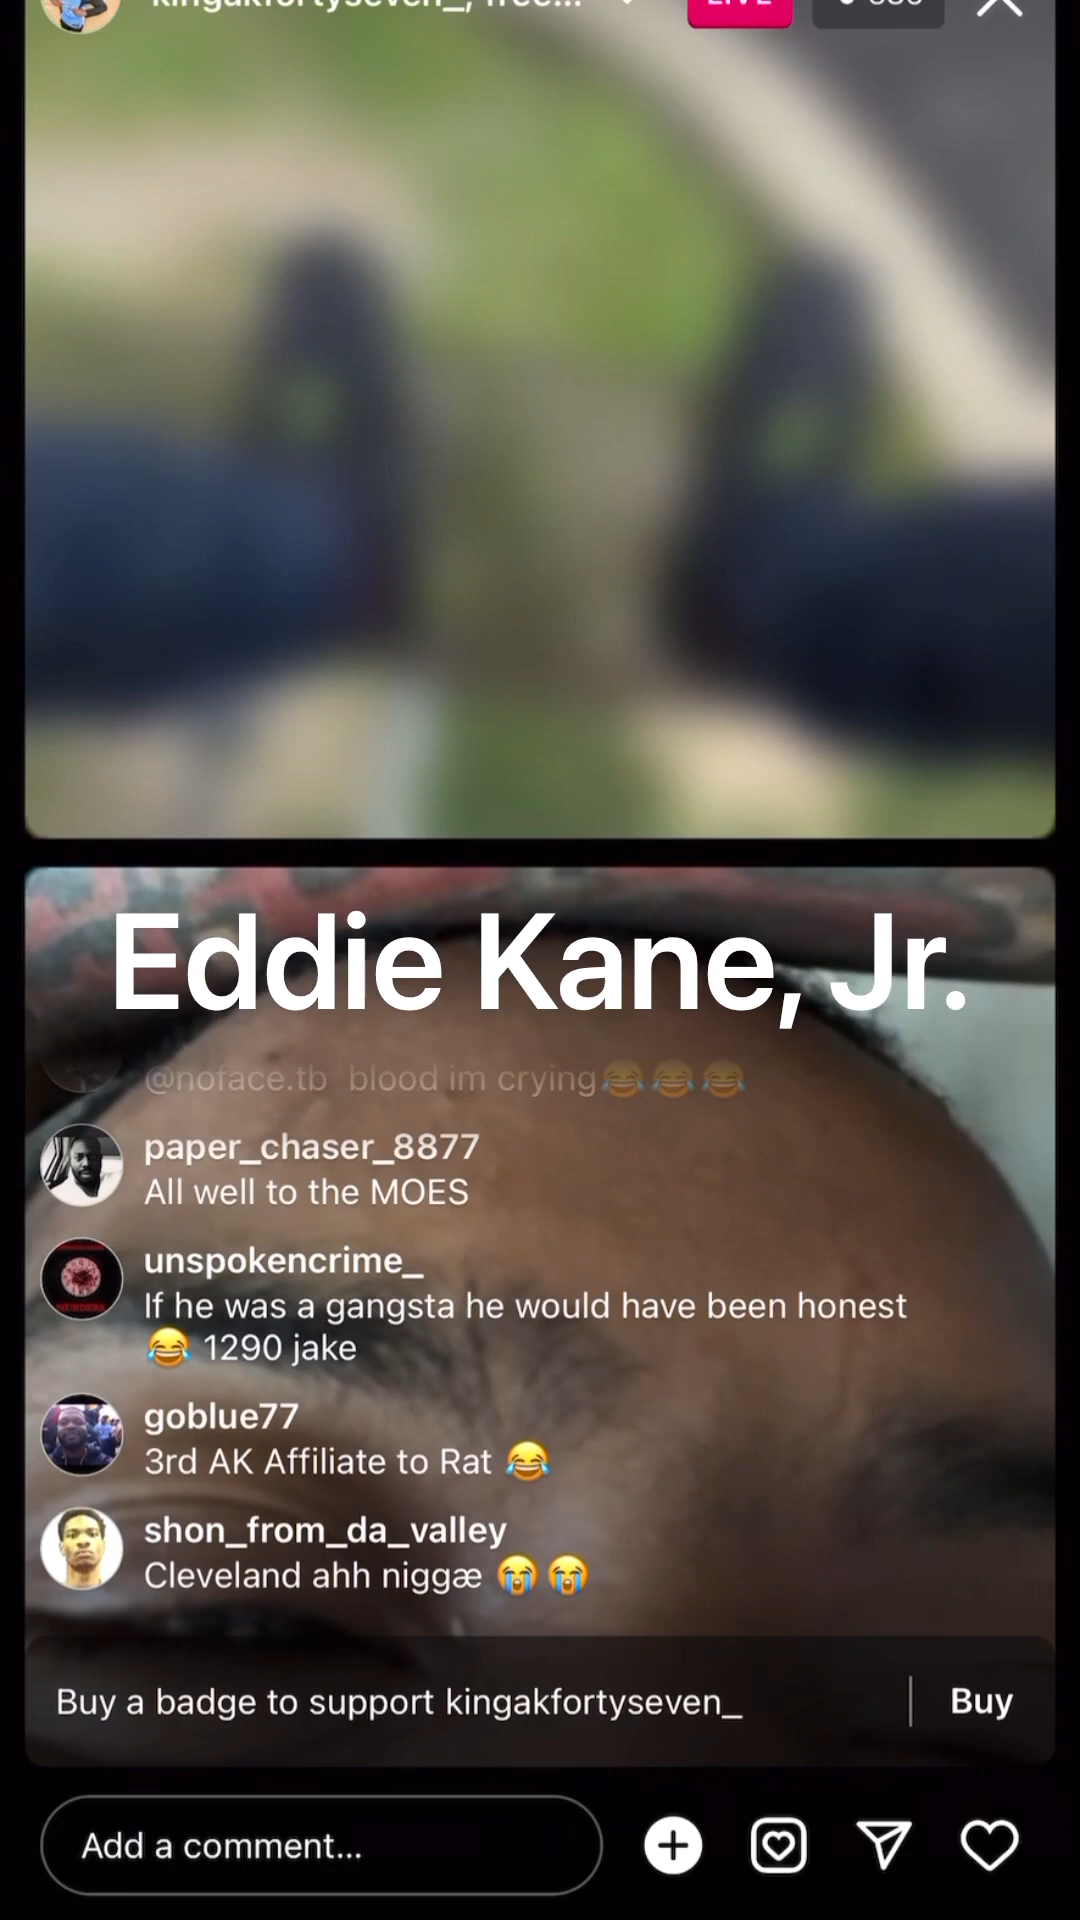 LIVE
Eddie Kane, Jr.
@noface.tb blood im crying😂😂😂
paper_chaser_8877
All well to the MOES
unspokencrime_
If he was a gangsta he would have been honest
😂 1290 jake
goblue77
3rd AK Affiliate to Rat 😂
shon_from_da_valley
Cleveland ahh niggæ 😭😭
Buy a badge to support kingakfortyseven_
Buy
Add a comment...